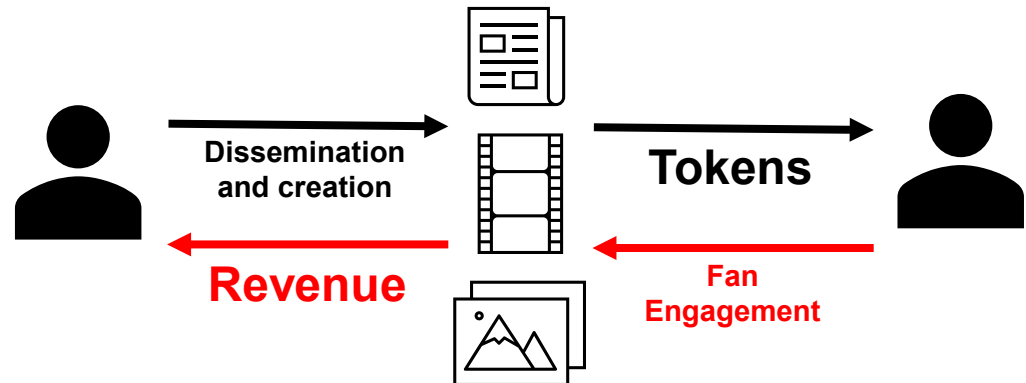 Dissemination
and creation
Tokens
Revenue
Fan
Engagement